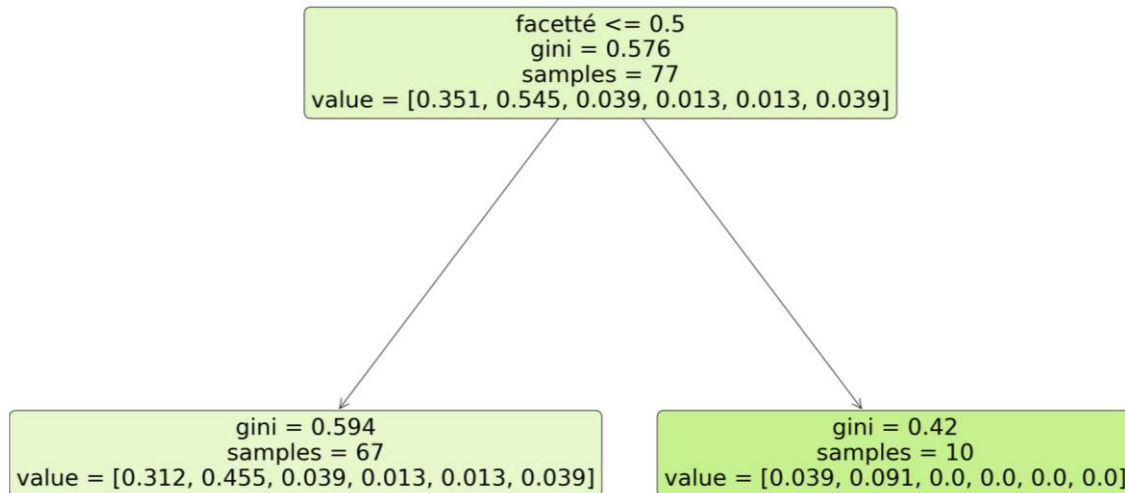 facetté <= 0.5
gini = 0.576
samples = 77
value = [0.351, 0.545, 0.039, 0.013, 0.013, 0.039]
gini = 0.594
samples = 67
value = [0.312, 0.455, 0.039, 0.013, 0.013, 0.039]
gini = 0.42
samples = 10
value = [0.039, 0.091, 0.0, 0.0, 0.0, 0.0]